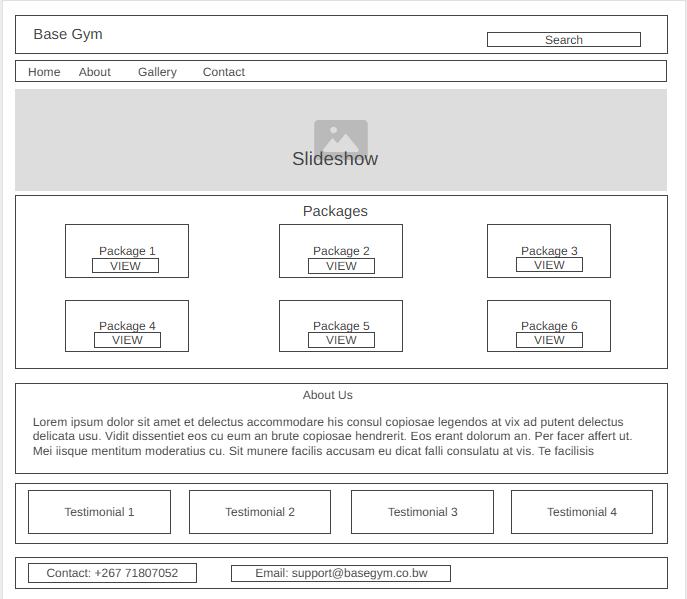 Base Gym
Search
Home About Gallery Contact
Slideshow
Packages
Package 1 Package 2 Package 3
VIEW VIEW VIEW
Package 4 Package 5 Package 6
VIEW VIEW VIEW
About Us
Lorem ipsum dolor sit amet et delectus accommodare his consul copiosae legendos at vix ad putent delectus
delicata usu. Vidit dissentiet eos cu eum an brute copiosae hendrerit. Eos erant dolorum an. Per facer affert ut.
Mei iisque mentitum moderatius cu. Sit munere facilis accusam eu dicat falli consulatu at vis. Te facilisis
Testimonial 1 Testimonial 2 Testimonial 3 Testimonial 4
Contact: +267 71807052 Email: support@basegym.co.bw